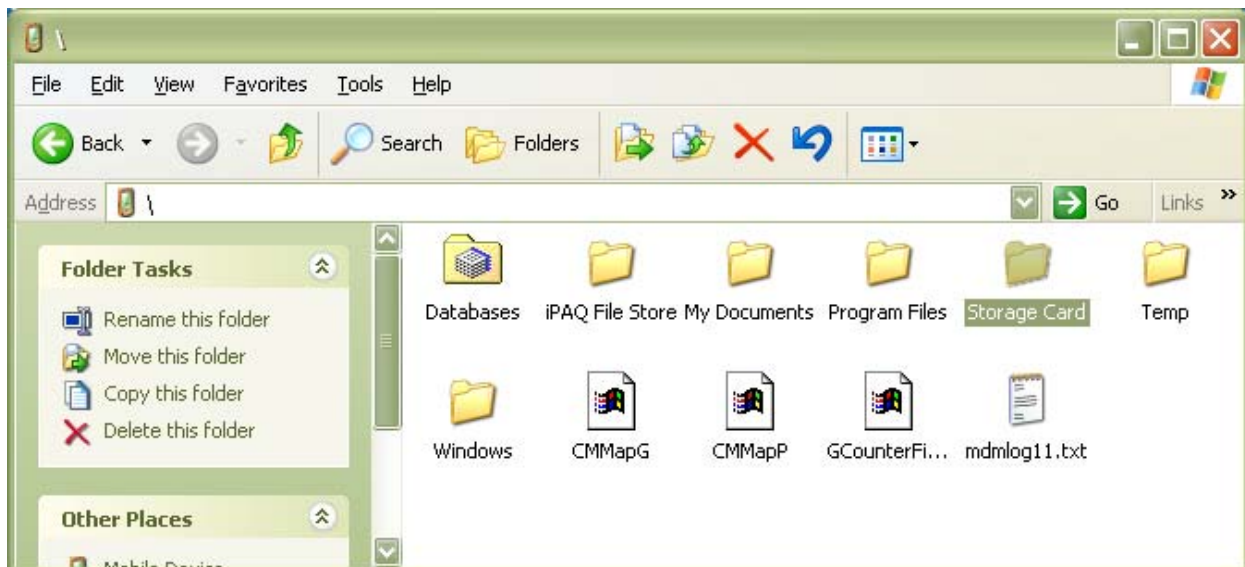 \
File Edit View Favorites Tools Help
Back Search Folders
Address \ Go Links »
Folder Tasks
Rename this folder
Move this folder
Copy this folder
Delete this folder
Other Places
Mobile Device
Databases iPAQ File Store My Documents Program Files Storage Card Temp
Windows CMMapG CMMapP GCounterFi... mdmlog11.txt